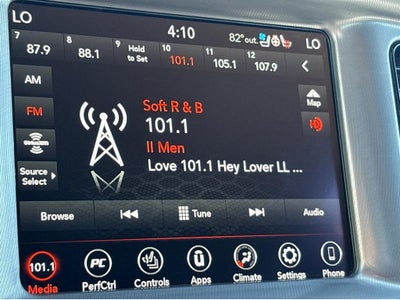 LO 4:10 82° out. LO
7 87.9 8 88.1 9 Hold to Set 10 101.1 11 105.1 12 107.9
AM
FM
SiriusXM
Source Select
Soft R & B
101.1
II Men
Love 101.1 Hey Lover LL ...
Map
Browse Tune Audio
101.1 PC
Media PerfCtrl Controls Apps Climate Settings Phone